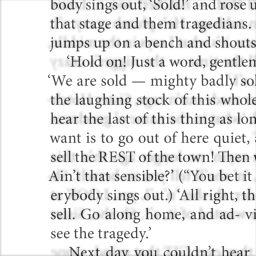 body sings out, ‘Sold!’ and rose u
that stage and them tragedians.
jumps up on a bench and shouts
‘Hold on! Just a word, gentlem
‘We are sold — mighty badly sol
the laughing stock of this whole
hear the last of this thing as lon
want is to go out of here quiet,
sell the REST of the town! Then
Ain’t that sensible?’ (“You bet it
erybody sings out.) ‘All right, th
sell. Go along home, and ad- vi
see the tragedy.’
Next day you couldn’t hear